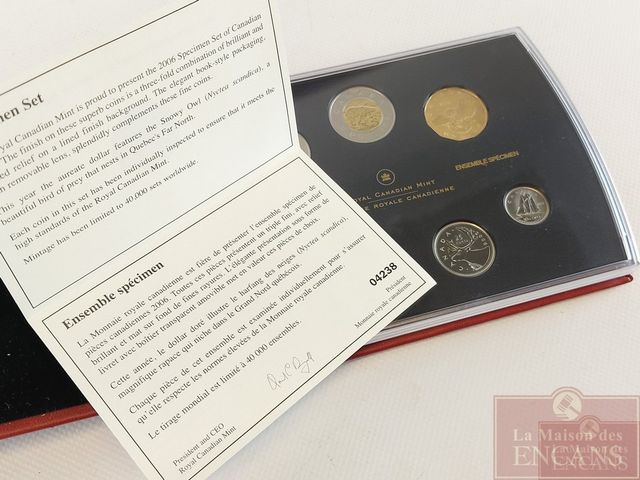 men Set
yal Canadian Mint is proud to present the 2006 Specimen Set of Canadian
The finish on these superb coins is a three-fold combination of brilliant and
ed relief on a lined finish background. The elegant book-style packaging,
removable lens, splendidly complements these fine coins.
This year the aureate dollar features the Snowy Owl (Nyctea scandiaca), a
beautiful bird of prey that nests in Quebec's Far North.
Each coin in this set has been individually inspected to ensure that it meets the
high standards of the Royal Canadian Mint.
Mintage has been limited to 40,000 sets worldwide.
Ensemble spécimen
La Monnaie royale canadienne est fière de présenter l'ensemble spécimen de
pièces canadiennes 2006. Toutes ces pièces présentent un triple fini, avec relief
brillant et mat sur fond de fines rayures. L'élégante présentation sous forme de
livret avec boîtier transparent amovible met en valeur ces pièces de choix.
Cette année, le dollar doré illustre le harfang des neiges (Nyctea scandiaca),
magnifique rapace qui niche dans le Grand Nord québécois.
Chaque pièce de cet ensemble est examinée individuellement pour s'assurer
qu'elle respecte les normes élevées de la Monnaie royale canadienne.
Le tirage mondial est limité à 40 000 ensembles.
04238
President and CEO
Royal Canadian Mint
Président
Monnaie royale canadienne
ROYAL CANADIAN MINT
E ROYALE CANADIENNE
ENSEMBLE SPÉCIMEN
CANADA
La Maison des
ENCANS
La Maison des
ENCANS